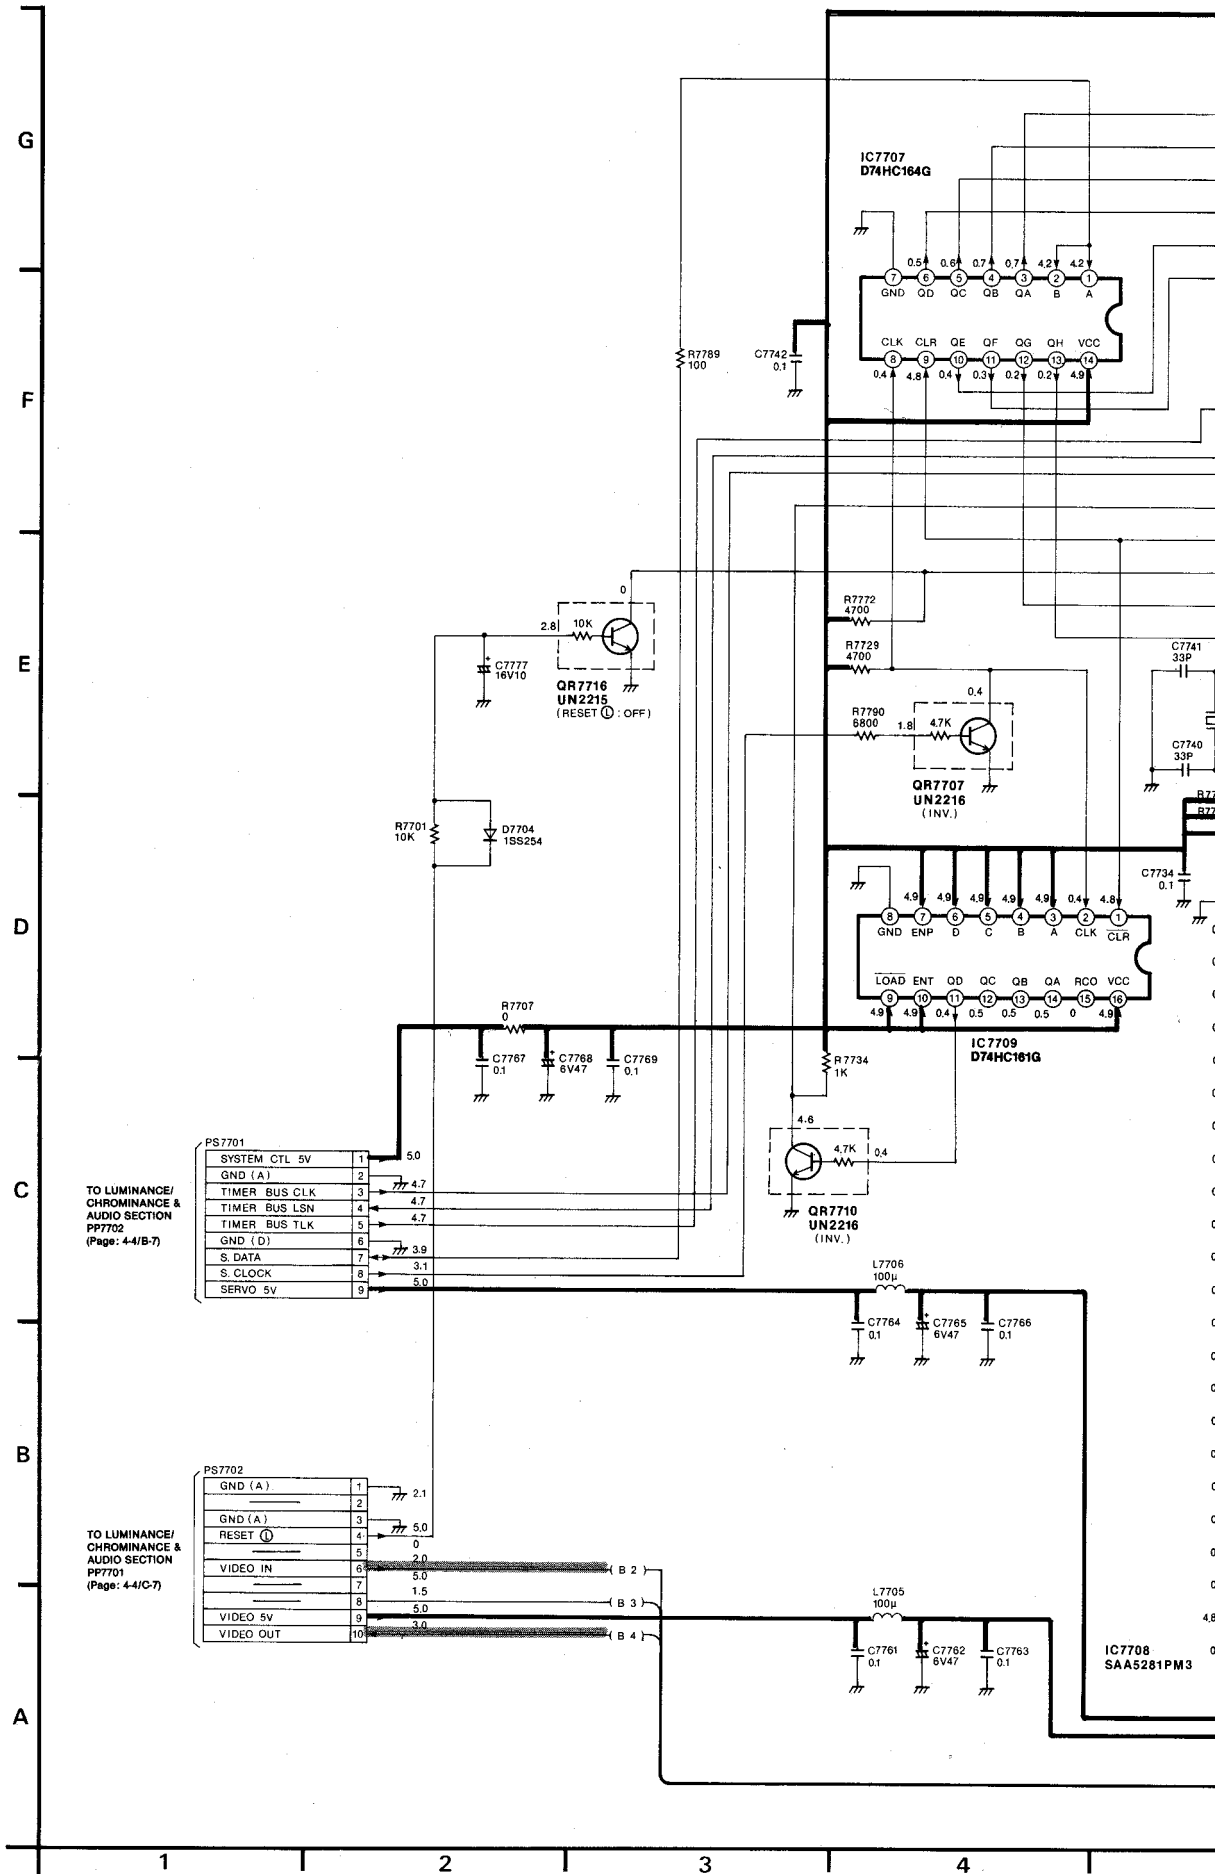 G
IC7707
D74HC164G
0.5
0.6
0.7
0.7
4.2
4.2
7
6
5
4
3
2
1
GND
QD
QC
QB
QA
B
A
CLK
CLR
QE
QF
QG
QH
VCC
8
9
10
11
12
13
14
0.4
4.8
0.4
0.3
0.2
0.2
4.9
R7789
100
C7742
0.1
F
0
2.8
10K
C7777
16V10
QR7716
UN2215
(RESET Ⓛ : OFF)
R7772
4700
R7729
4700
E
C7741
33P
0.4
R7790
6800
1.8
4.7K
QR7707
UN2216
(INV.)
C7740
33P
R77
R77
R7701
10K
D7704
1SS254
C7734
0.1
4.9
4.9
4.9
4.9
4.9
0.4
4.8
8
7
6
5
4
3
2
1
GND
ENP
D
C
B
A
CLK
CLR
D
LOAD
ENT
QD
QC
QB
QA
RCO
VCC
9
10
11
12
13
14
15
16
4.9
4.9
0.4
0.5
0.5
0.5
0
4.9
IC7709
D74HC161G
R7707
0
C7767
0.1
C7768
6V47
C7769
0.1
R7734
1K
4.6
4.7K
0.4
QR7710
UN2216
(INV.)
C
TO LUMINANCE/
CHROMINANCE &
AUDIO SECTION
PP7702
(Page: 4-4/B-7)
PS7701
SYSTEM CTL 5V 1 5.0
GND (A) 2
TIMER BUS CLK 3 4.7
TIMER BUS LSN 4 4.7
TIMER BUS TLK 5 4.7
GND (D) 6
S. DATA 7 3.9
S. CLOCK 8 3.1
SERVO 5V 9 5.0
L7706
100μ
C7764
0.1
C7765
6V47
C7766
0.1
B
TO LUMINANCE/
CHROMINANCE &
AUDIO SECTION
PP7701
(Page: 4-4/C-7)
PS7702
GND (A) 1
2 2.1
GND (A) 3
RESET Ⓛ 4 5.0
5 0
VIDEO IN 6 2.0
7 5.0
8 1.5
VIDEO 5V 9 5.0
VIDEO OUT 10 3.0
( B 2 )
( B 3 )
( B 4 )
L7705
100μ
C7761
0.1
C7762
6V47
C7763
0.1
4.8
IC7708
SAA5281PM3
A
1
2
3
4